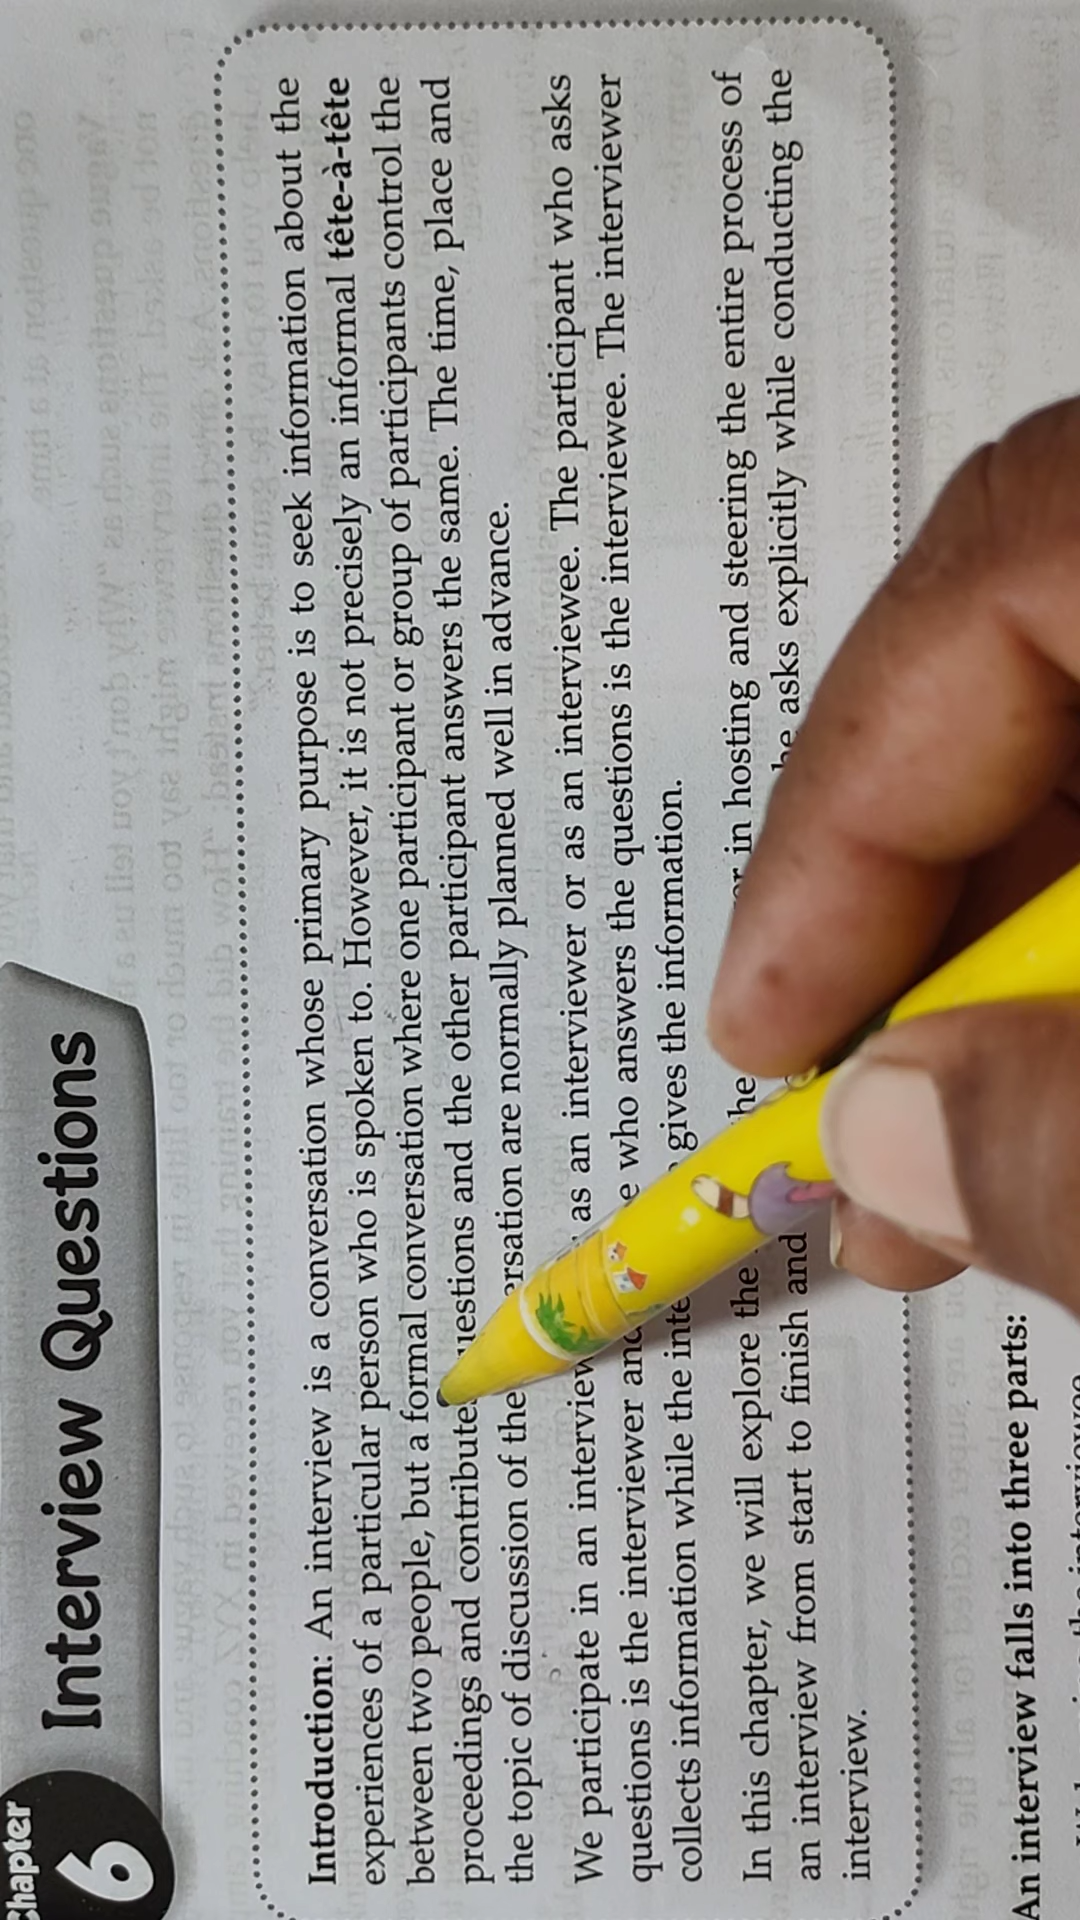 Chapter
6
Interview Questions
Introduction: An interview is a conversation whose primary purpose is to seek information about the
experiences of a particular person who is spoken to. However, it is not precisely an informal tête-à-tête
between two people, but a formal conversation where one participant or group of participants control the
proceedings and contribute uestions and the other participant answers the same. The time, place and
the topic of discussion of the ersation are normally planned well in advance.
We participate in an interview as an interviewer or as an interviewee. The participant who asks
questions is the interviewer and who answers the questions is the interviewee. The interviewer
collects information while the inte gives the information.
In this chapter, we will explore the in hosting and steering the entire process of
an interview from start to finish and he asks explicitly while conducting the
interview.
An interview falls into three parts: